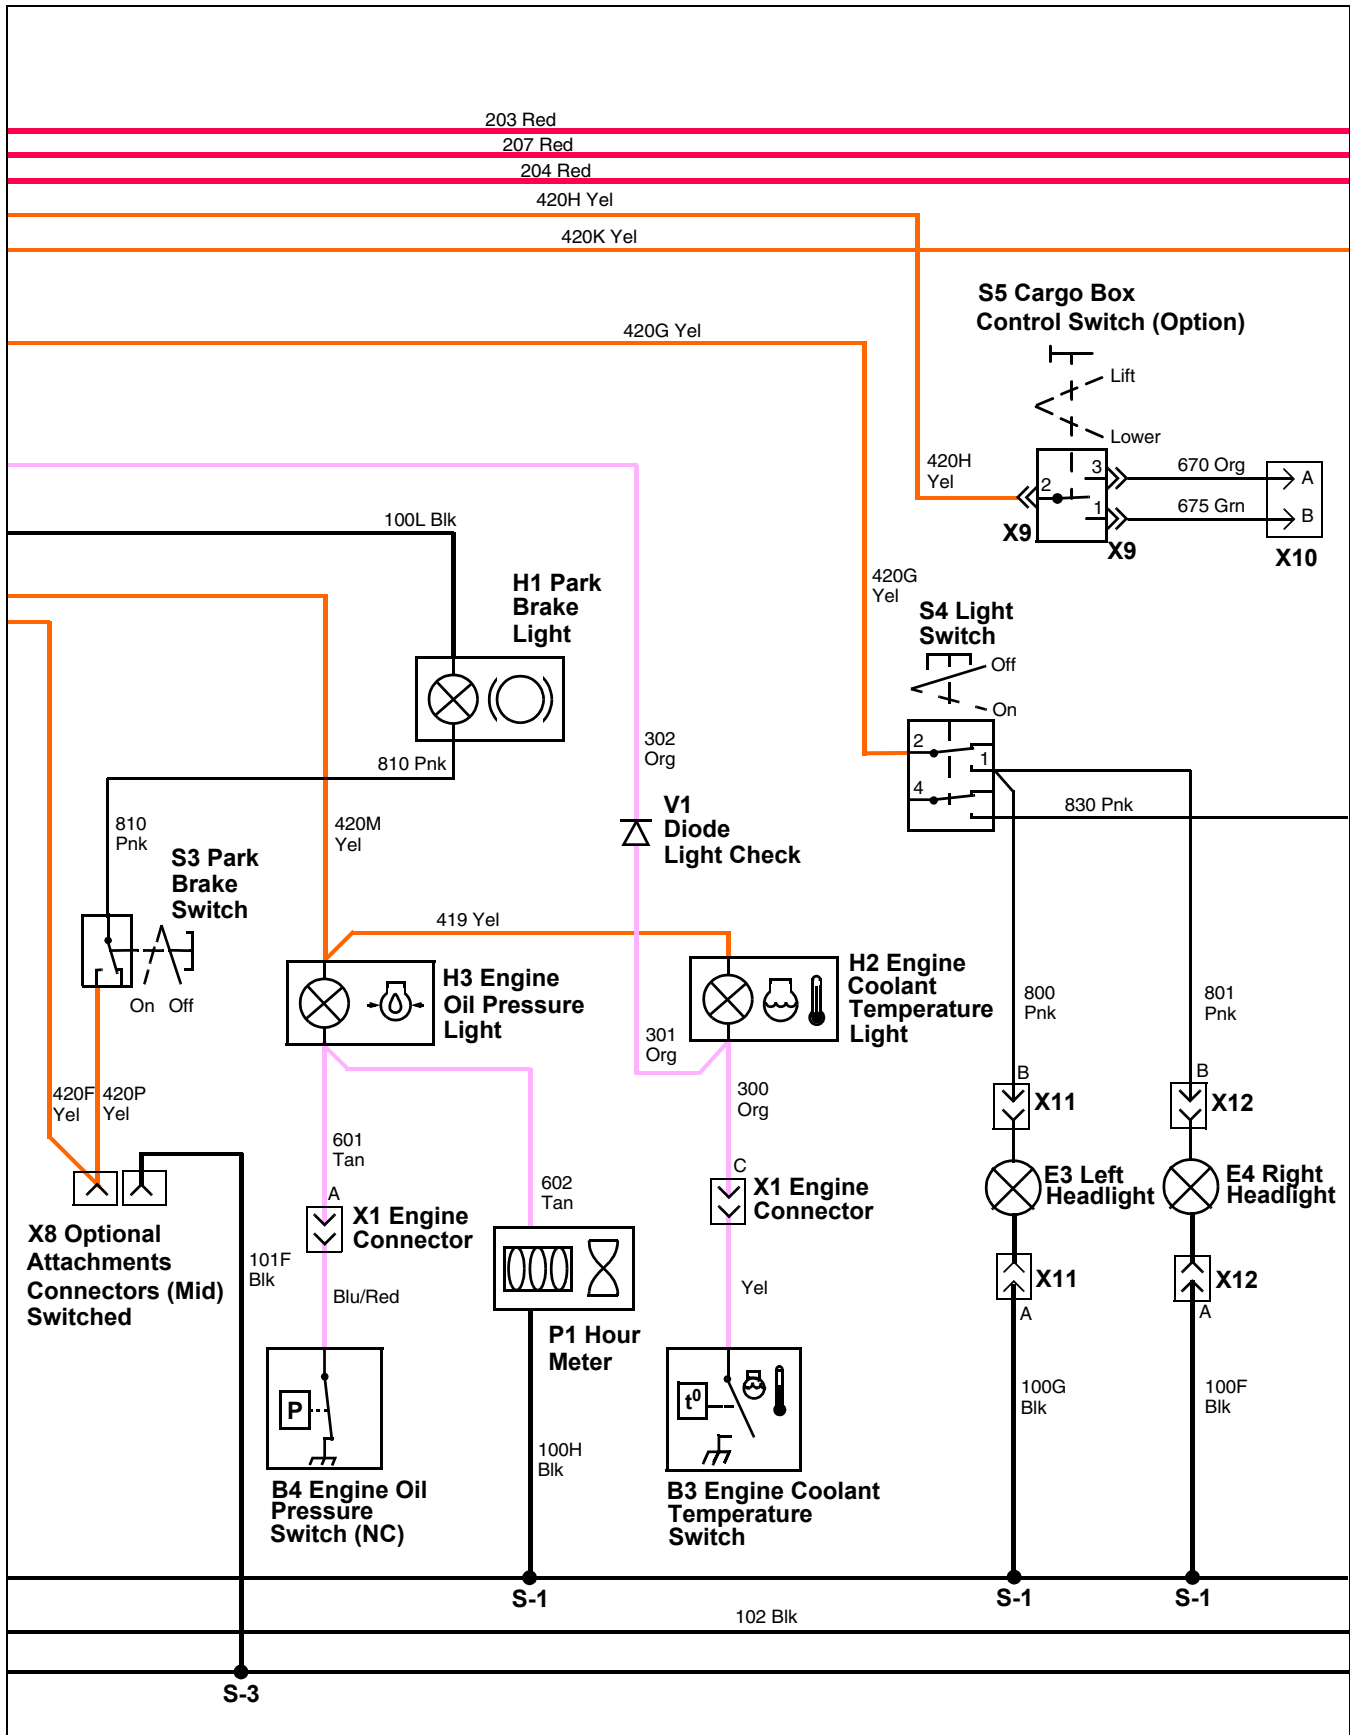 203 Red
207 Red
204 Red
420H Yel
420K Yel
S5 Cargo Box
Control Switch (Option)
420G Yel
Lift
Lower
420H
Yel
2
3
1
670 Org
675 Grn
A
B
X9
X9
X10
100L Blk
H1 Park
Brake
Light
420G
Yel
S4 Light
Switch
Off
On
810 Pnk
302
Org
2
1
4
830 Pnk
V1
Diode
Light Check
810
Pnk
420M
Yel
S3 Park
Brake
Switch
419 Yel
On Off
H3 Engine
Oil Pressure
Light
H2 Engine
Coolant
Temperature
Light
301
Org
800
Pnk
801
Pnk
420F
Yel
420P
Yel
300
Org
B
X11
B
X12
601
Tan
602
Tan
A
X1 Engine
Connector
C
X1 Engine
Connector
E3 Left
Headlight
E4 Right
Headlight
X8 Optional
Attachments
Connectors (Mid)
Switched
101F
Blk
Blu/Red
Yel
X11
A
X12
A
P1 Hour
Meter
P
t0
100G
Blk
100F
Blk
100H
Blk
B4 Engine Oil
Pressure
Switch (NC)
B3 Engine Coolant
Temperature
Switch
S-1
S-1
S-1
102 Blk
S-3